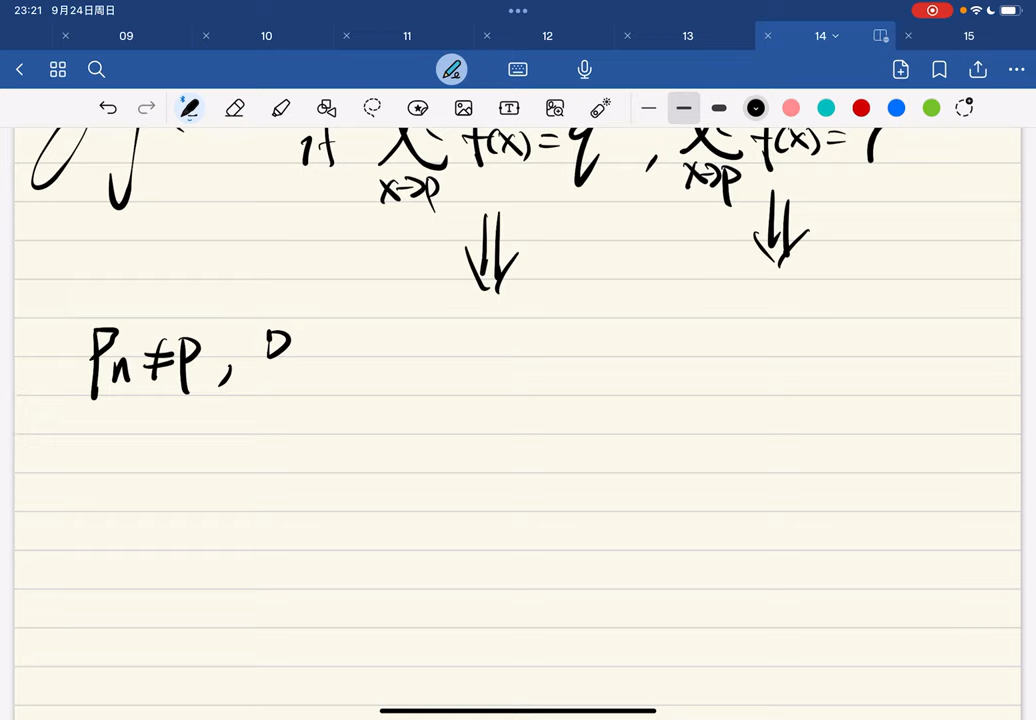 23:21 9月24日周日
09 10 11 12 13 14 15
T
if lim f(x) = q , lim f(x) = r
x→p x→p
⇓ ⇓
Pn ≠ p , p